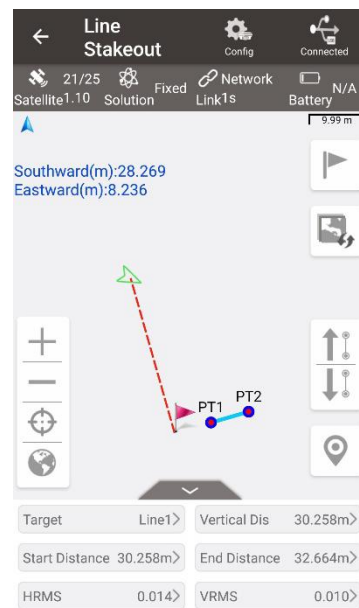 Line
Stakeout
Config
Connected
21/25
Satellite1.10
Solution
Fixed
Network
Link1s
Battery
N/A
9.99 m
Southward(m):28.269
Eastward(m):8.236
PT1
PT2
Target
Line1>
Vertical Dis
30.258m>
Start Distance
30.258m>
End Distance
32.664m>
HRMS
0.014>
VRMS
0.010>